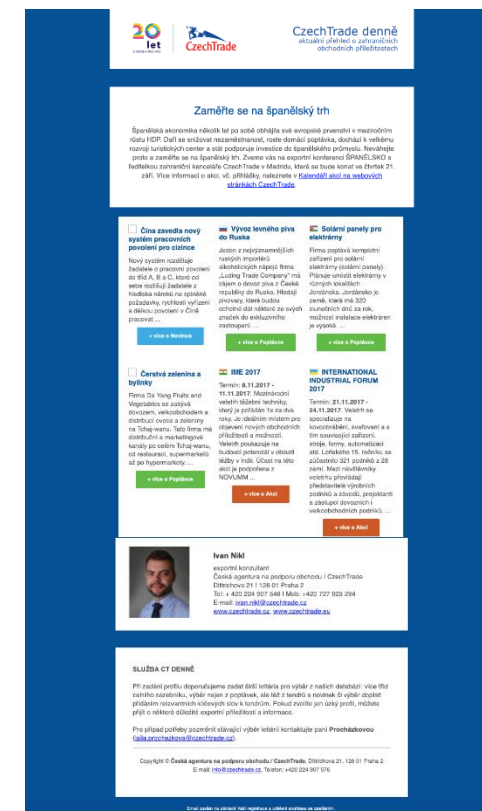 20
let
CzechTrade
CzechTrade denně
aktuální přehled o zahraničních
obchodních příležitostech
Zaměřte se na španělský trh
Španělská ekonomika několik let po sobě obhájila své evropské prvenství v meziročním
růstu HDP. Daří se snižovat nezaměstnanost, roste domácí poptávka, dochází k velkému
rozvoji turistických center a stát podporuje investice do španělského průmyslu. Neváhejte
proto a zaměřte se na španělský trh. Zveme vás na exportní konferenci ŠPANĚLSKO s
ředitelkou zahraniční kanceláře CzechTrade v Madridu, která se bude konat ve čtvrtek 21.
září. Více informací o akci, vč. přihlášky, naleznete v Kalendáři akcí na webových
stránkách CzechTrade.
Čína zavedla nový
systém pracovních
povolení pro cizince
Nový systém rozděluje
žadatele o pracovní povolení
do tříd A, B a C, které od
sebe rozlišují žadatele z
hlediska nároků na splněné
požadavky, rychlostí vyřízení
a délkou povolení v Číně
pracovat ...
+ více o Novince
Vývoz levného piva
do Ruska
Jeden z nejvýznamnějších
ruských importérů
alkoholických nápojů firma
„Luding Trade Company" má
zájem o dovoz piva z České
republiky do Ruska. Hledají
pivovary, které budou
ochotné dát některé ze svých
značek do exkluzivního
zastoupení. ...
+ více o Poptávce
Solární panely pro
elektrárny
Firma poptává kompletní
zařízení pro solární
elektrárny (solární panely).
Plánuje umístit elektrárny v
různých lokalitách
Jordánska. Jordánsko je
země, která má 320
slunečních dnů za rok,
možnost instalace elektráren
je vysoká. ...
+ více o Poptávce
Čerstvá zelenina a
bylinky
Firma Da Yang Fruits and
Vegetables se zabývá
dovozem, velkoobchodem a
distribucí ovoce a zeleniny
na Tchaj-wanu. Tato firma má
distribuční a marketingové
kanály po celém Tchaj-wanu,
od restaurací, supermarketů
až po hypermarkety. ...
+ více o Poptávce
IME 2017
Termín: 8.11.2017 -
11.11.2017. Mezinárodní
veletrh těžební techniky,
který je pořádán 1x za dva
roky. Je ideálním místem pro
objevení nových obchodních
příležitostí a možností.
Veletrh poukazuje na
budoucí potenciál v oblasti
těžby v Indii. Účast na této
akci je podpořena z
NOVUMM ...
+ více o Akci
INTERNATIONAL
INDUSTRIAL FORUM
2017
Termín: 21.11.2017 -
24.11.2017. Veletrh se
specializuje na
kovoobrábění, svařování a s
tím související zařízení,
stroje, formy, automatizaci
atd. Loňského 15. ročníku se
zúčastnilo 321 podniků z 28
zemí. Mezi návštěvníky
veletrhu převládají
představitelé výrobních
podniků a závodů, projektanti
a zástupci dovozních i
velkoobchodních podniků. ...
+ více o Akci
Ivan Nikl
exportní konzultant
Česká agentura na podporu obchodu I CzechTrade
Dittrichova 21 I 128 01 Praha 2
Tel: + 420 224 907 546 I Mob: +420 727 923 294
E-mail: ivan.nikl@czechtrade.cz
www.czechtrade.cz, www.czechtrade.eu
SLUŽBA CT DENNĚ
Při zadání profilu doporučujeme zadat širší kritéria pro výběr z našich databází: více tříd
celního sazebníku, výběr nejen z poptávek, ale též z tendrů a novinek či výběr doplnit
přidáním relevantních klíčových slov k tendrům. Pokud zvolíte jen úzký profil, můžete
přijít o některé důležité exportní příležitosti a informace.
Pro případ potřeby pozměnit stávající výběr kritérií kontaktujte paní Procházkovou
(jajla.prochazkova@czechtrade.cz).
Copyright © Česká agentura na podporu obchodu / CzechTrade, Dittrichova 21, 128 01 Praha 2
E-mail: info@czechtrade.cz, Telefon: +420 224 907 576
Email zaslán na základě Vaší registrace a udělení souhlasu se zasíláním.